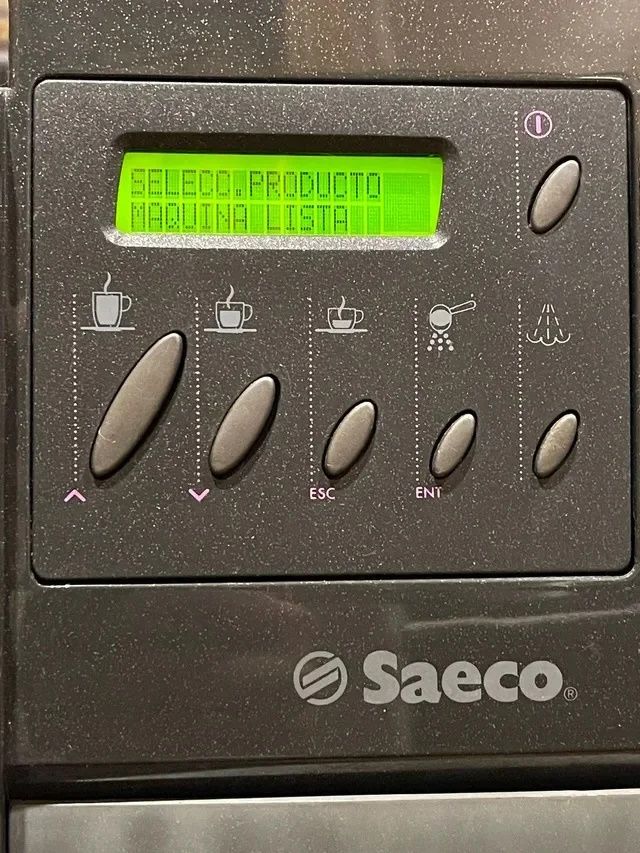 SELECC.PRODUCTO
MAQUINA LISTA
ESC
ENT
Saeco®